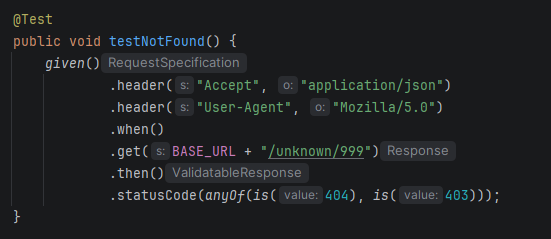 @Test
public void testNotFound() {
    given() RequestSpecification
            .header( s: "Accept", o: "application/json")
            .header( s: "User-Agent", o: "Mozilla/5.0")
            .when()
            .get( s: BASE_URL + "/unknown/999") Response
            .then() ValidatableResponse
            .statusCode(anyOf(is( value: 404), is( value: 403)));
}